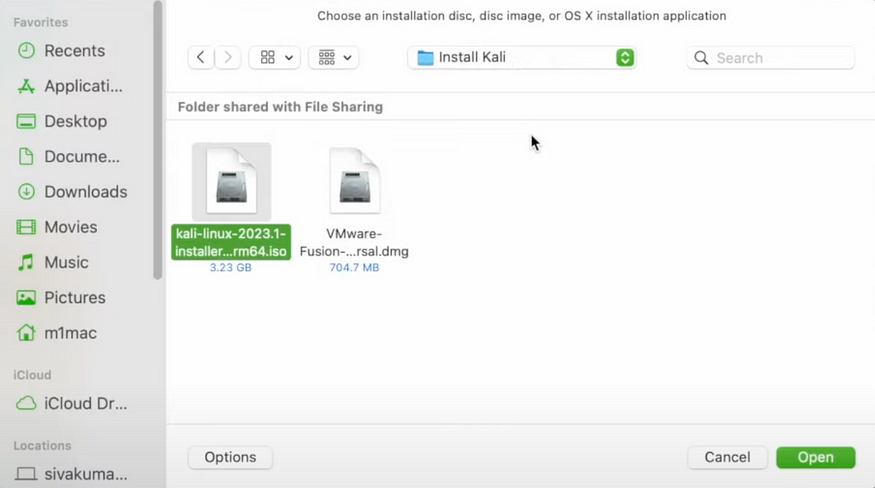 Choose an installation disc, disc image, or OS X installation application
Favorites
Recents
Applicati...
Desktop
Docume...
Downloads
Movies
Music
Pictures
m1mac
iCloud
iCloud Dr...
Locations
sivakuma...
Install Kali
Search
Folder shared with File Sharing
kali-linux-2023.1-
installer...rm64.iso
3.23 GB
VMware-
Fusion-...rsal.dmg
704.7 MB
Options
Cancel
Open